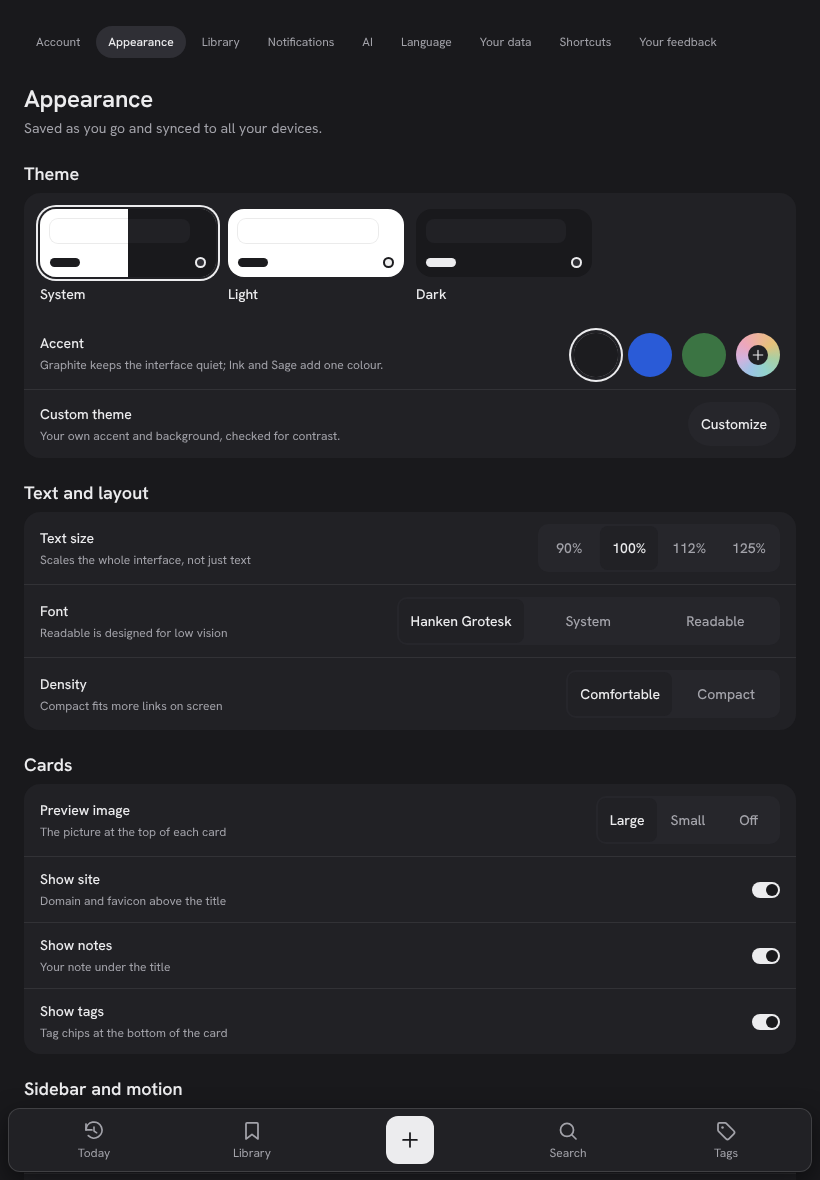 Account
Appearance
Library
Notifications
AI
Language
Your data
Shortcuts
Your feedback
Appearance
Saved as you go and synced to all your devices.
Theme
System
Light
Dark
Accent
Graphite keeps the interface quiet; Ink and Sage add one colour.
Custom theme
Your own accent and background, checked for contrast.
Customize
Text and layout
Text size
Scales the whole interface, not just text
90%
100%
112%
125%
Font
Readable is designed for low vision
Hanken Grotesk
System
Readable
Density
Compact fits more links on screen
Comfortable
Compact
Cards
Preview image
The picture at the top of each card
Large
Small
Off
Show site
Domain and favicon above the title
Show notes
Your note under the title
Show tags
Tag chips at the bottom of the card
Sidebar and motion
Today
Library
Search
Tags